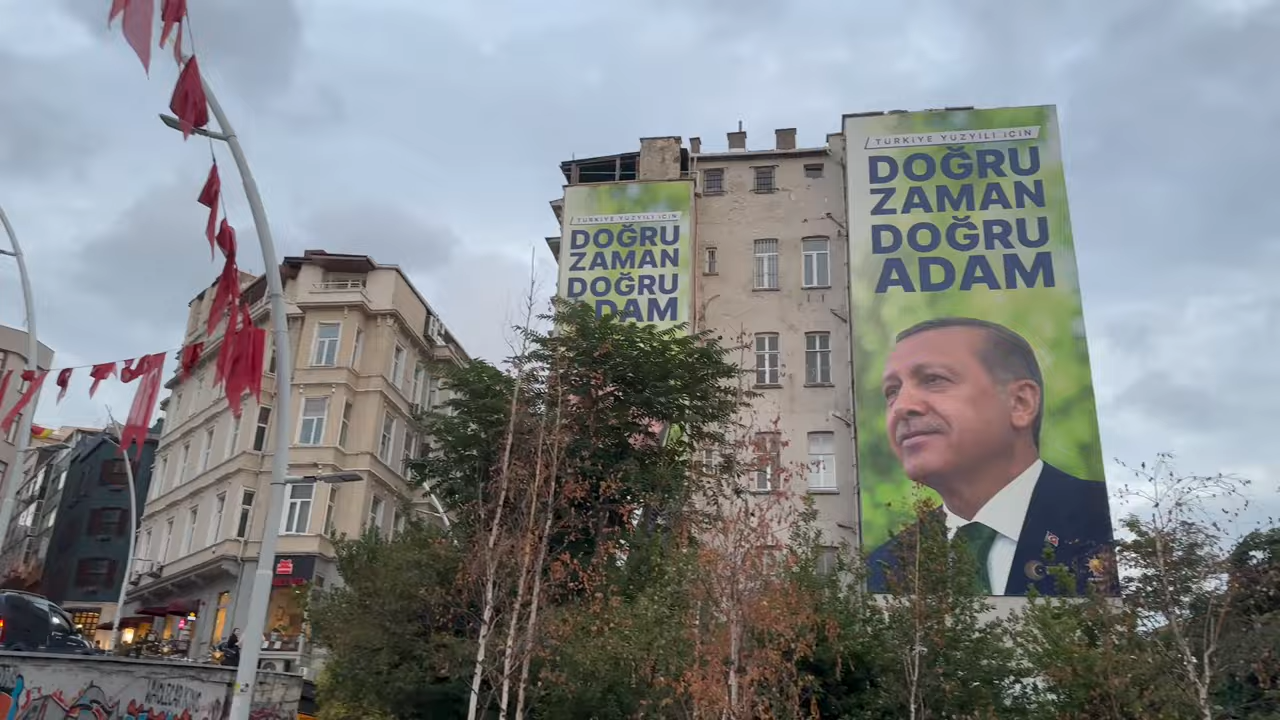 TÜRKİYE YÜZYILI İÇİN
DOĞRU
ZAMAN
DOĞRU
ADAM
TÜRKİYE YÜZYILI İÇİN
DOĞRU
ZAMAN
DOĞRU
ADAM